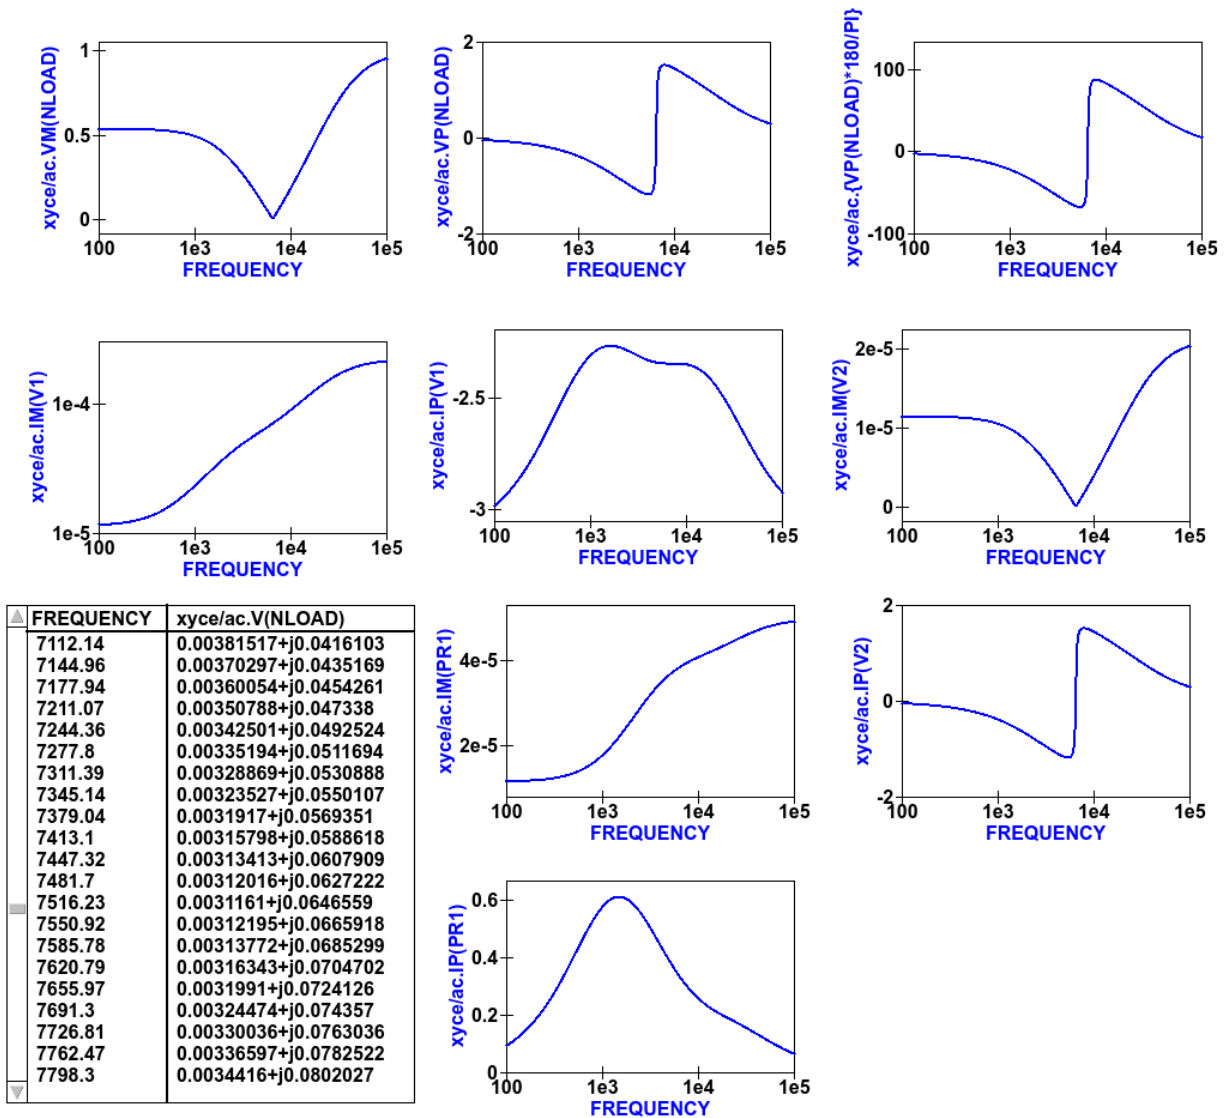 xyce/ac.VM(NLOAD)
1
0.5
0
100 1e3 1e4 1e5
FREQUENCY
xyce/ac.VP(NLOAD)
2
0
-2
100 1e3 1e4 1e5
FREQUENCY
xyce/ac.{VP(NLOAD)*180/PI}
100
0
-100
100 1e3 1e4 1e5
FREQUENCY
xyce/ac.IM(V1)
1e-4
1e-5
100 1e3 1e4 1e5
FREQUENCY
xyce/ac.IP(V1)
-2.5
-3
100 1e3 1e4 1e5
FREQUENCY
xyce/ac.IM(V2)
2e-5
1e-5
0
100 1e3 1e4 1e5
FREQUENCY
FREQUENCY xyce/ac.V(NLOAD)
7112.14 0.00381517+j0.0416103
7144.96 0.00370297+j0.0435169
7177.94 0.00360054+j0.0454261
7211.07 0.00350788+j0.047338
7244.36 0.00342501+j0.0492524
7277.8 0.00335194+j0.0511694
7311.39 0.00328869+j0.0530888
7345.14 0.00323527+j0.0550107
7379.04 0.0031917+j0.0569351
7413.1 0.00315798+j0.0588618
7447.32 0.00313413+j0.0607909
7481.7 0.00312016+j0.0627222
7516.23 0.0031161+j0.0646559
7550.92 0.00312195+j0.0665918
7585.78 0.00313772+j0.0685299
7620.79 0.00316343+j0.0704702
7655.97 0.0031991+j0.0724126
7691.3 0.00324474+j0.074357
7726.81 0.00330036+j0.0763036
7762.47 0.00336597+j0.0782522
7798.3 0.0034416+j0.0802027
xyce/ac.IM(PR1)
4e-5
2e-5
100 1e3 1e4 1e5
FREQUENCY
xyce/ac.IP(V2)
2
0
-2
100 1e3 1e4 1e5
FREQUENCY
xyce/ac.IP(PR1)
0.6
0.4
0.2
0
100 1e3 1e4 1e5
FREQUENCY